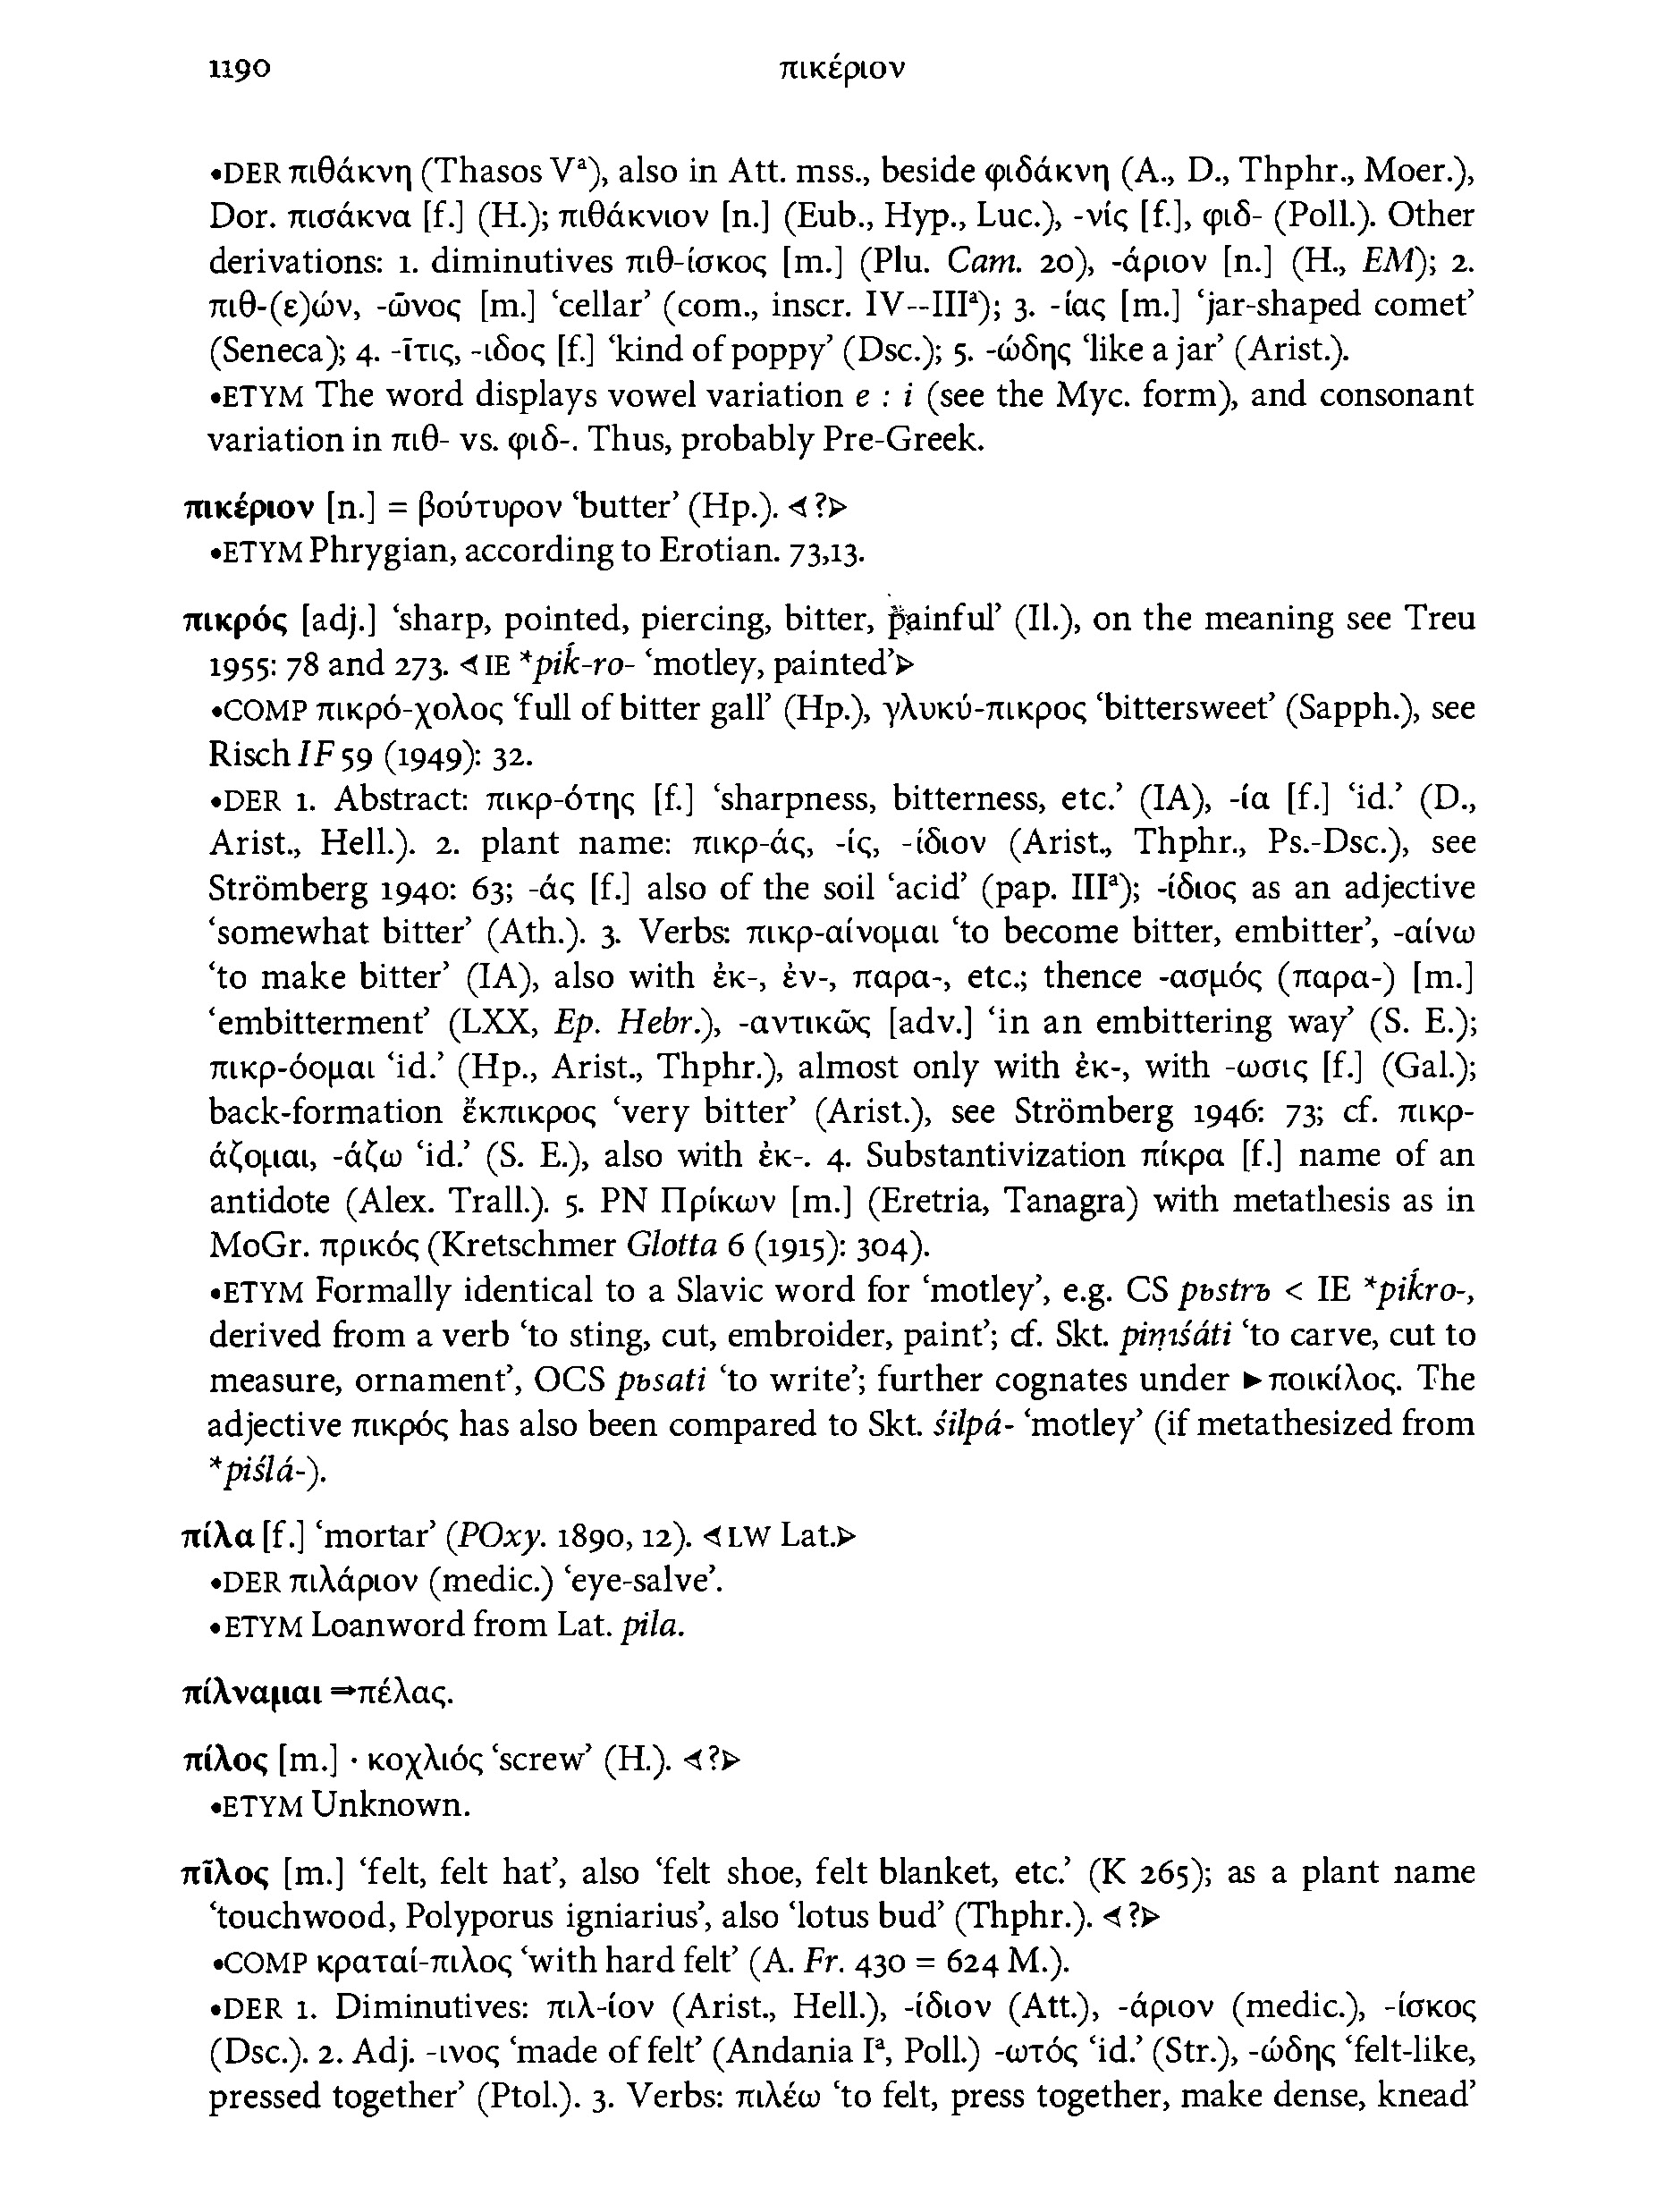 1190
πικέριον
•DER πιθάκνη (Thasos Vᵃ), also in Att. mss., beside φιδάκνη (A., D., Thphr., Moer.),
Dor. πισάκνα [f.] (H.); πιθάκνιον [n.] (Eub., Hyp., Luc.), -νίς [f.], φιδ- (Poll.). Other
derivations: 1. diminutives πιθ-ίσκος [m.] (Plu. Cam. 20), -άριον [n.] (H., EM); 2.
πιθ-(ε)ών, -ῶνος [m.] ‘cellar’ (com., inscr. IV--IIIᵃ); 3. -ίας [m.] ‘jar-shaped comet’
(Seneca); 4. -ῖτις, -ιδος [f.] ‘kind of poppy’ (Dsc.); 5. -ώδης ‘like a jar’ (Arist.).
•ETYM The word displays vowel variation e : i (see the Myc. form), and consonant
variation in πιθ- vs. φιδ-. Thus, probably Pre-Greek.
πικέριον [n.] = βούτυρον ‘butter’ (Hp.). ⊲?⊳
•ETYM Phrygian, according to Erotian. 73,13.
πικρός [adj.] ‘sharp, pointed, piercing, bitter, painful’ (Il.), on the meaning see Treu
1955: 78 and 273. ⊲IE *piḱ-ro- ‘motley, painted’⊳
•COMP πικρό-χολος ‘full of bitter gall’ (Hp.), γλυκύ-πικρος ‘bittersweet’ (Sapph.), see
Risch IF 59 (1949): 32.
•DER 1. Abstract: πικρ-ότης [f.] ‘sharpness, bitterness, etc.’ (IA), -ία [f.] ‘id.’ (D.,
Arist., Hell.). 2. plant name: πικρ-άς, -ίς, -ίδιον (Arist., Thphr., Ps.-Dsc.), see
Strömberg 1940: 63; -άς [f.] also of the soil ‘acid’ (pap. IIIᵃ); -ίδιος as an adjective
‘somewhat bitter’ (Ath.). 3. Verbs: πικρ-αίνομαι ‘to become bitter, embitter’, -αίνω
‘to make bitter’ (IA), also with ἐκ-, ἐν-, παρα-, etc.; thence -ασμός (παρα-) [m.]
‘embitterment’ (LXX, Ep. Hebr.), -αντικῶς [adv.] ‘in an embittering way’ (S. E.);
πικρ-όομαι ‘id.’ (Hp., Arist., Thphr.), almost only with ἐκ-, with -ωσις [f.] (Gal.);
back-formation ἔκπικρος ‘very bitter’ (Arist.), see Strömberg 1946: 73; cf. πικρ-
άζομαι, -άζω ‘id.’ (S. E.), also with ἐκ-. 4. Substantivization πίκρα [f.] name of an
antidote (Alex. Trall.). 5. PN Πρίκων [m.] (Eretria, Tanagra) with metathesis as in
MoGr. πρικός (Kretschmer Glotta 6 (1915): 304).
•ETYM Formally identical to a Slavic word for ‘motley’, e.g. CS pьstrъ < IE *piḱro-,
derived from a verb ‘to sting, cut, embroider, paint’; cf. Skt. piṃśáti ‘to carve, cut to
measure, ornament’, OCS pьsati ‘to write’; further cognates under ►ποικίλος. The
adjective πικρός has also been compared to Skt. śilpá- ‘motley’ (if metathesized from
*piślá-).
πίλα [f.] ‘mortar’ (POxy. 1890, 12). ⊲LW Lat.⊳
•DER πιλάριον (medic.) ‘eye-salve’.
•ETYM Loanword from Lat. pila.
πίλναμαι ⇒πέλας.
πίλος [m.] · κοχλιός ‘screw’ (H.). ⊲?⊳
•ETYM Unknown.
πῖλος [m.] ‘felt, felt hat’, also ‘felt shoe, felt blanket, etc.’ (K 265); as a plant name
‘touchwood, Polyporus igniarius’, also ‘lotus bud’ (Thphr.). ⊲?⊳
•COMP κραταί-πιλος ‘with hard felt’ (A. Fr. 430 = 624 M.).
•DER 1. Diminutives: πιλ-ίον (Arist., Hell.), -ίδιον (Att.), -άριον (medic.), -ίσκος
(Dsc.). 2. Adj. -ινος ‘made of felt’ (Andania Iᵃ, Poll.) -ωτός ‘id.’ (Str.), -ώδης ‘felt-like,
pressed together’ (Ptol.). 3. Verbs: πιλέω ‘to felt, press together, make dense, knead’